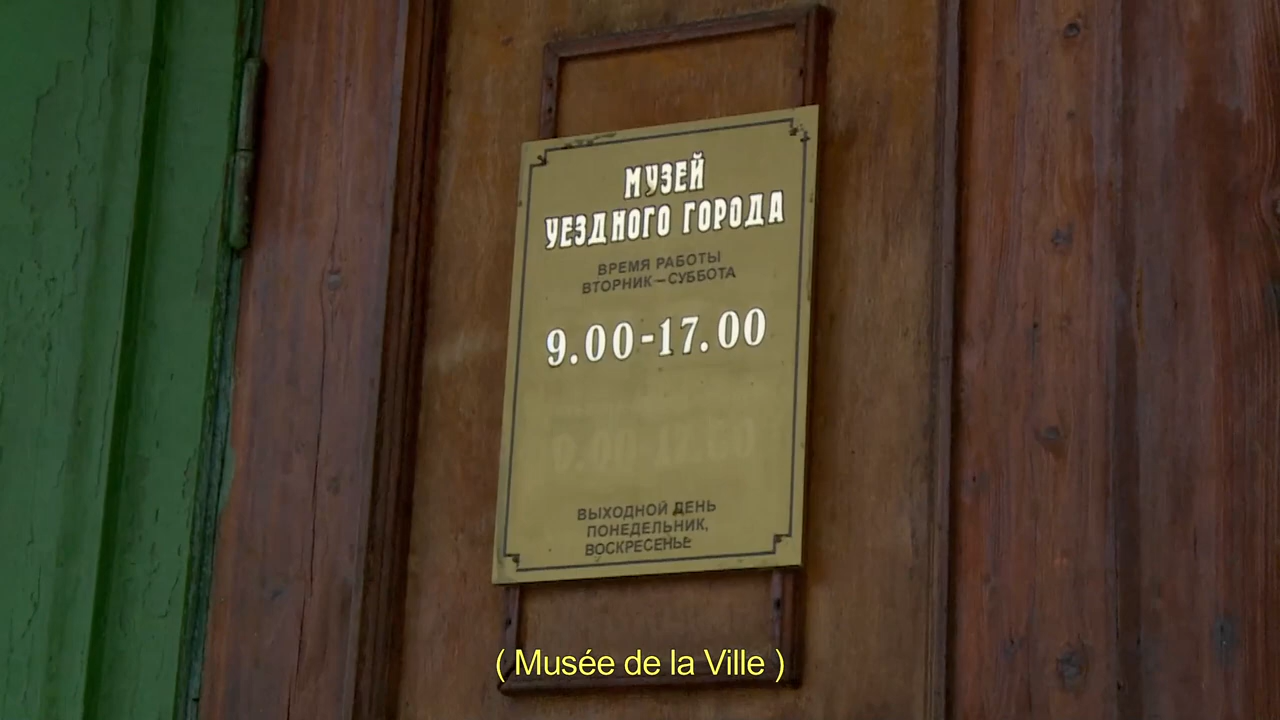 МУЗЕЙ
УЕЗДНОГО ГОРОДА
ВРЕМЯ РАБОТЫ
ВТОРНИК–СУББОТА
9.00-17.00
ВЫХОДНОЙ ДЕНЬ
ПОНЕДЕЛЬНИК,
ВОСКРЕСЕНЬЕ
( Musée de la Ville )